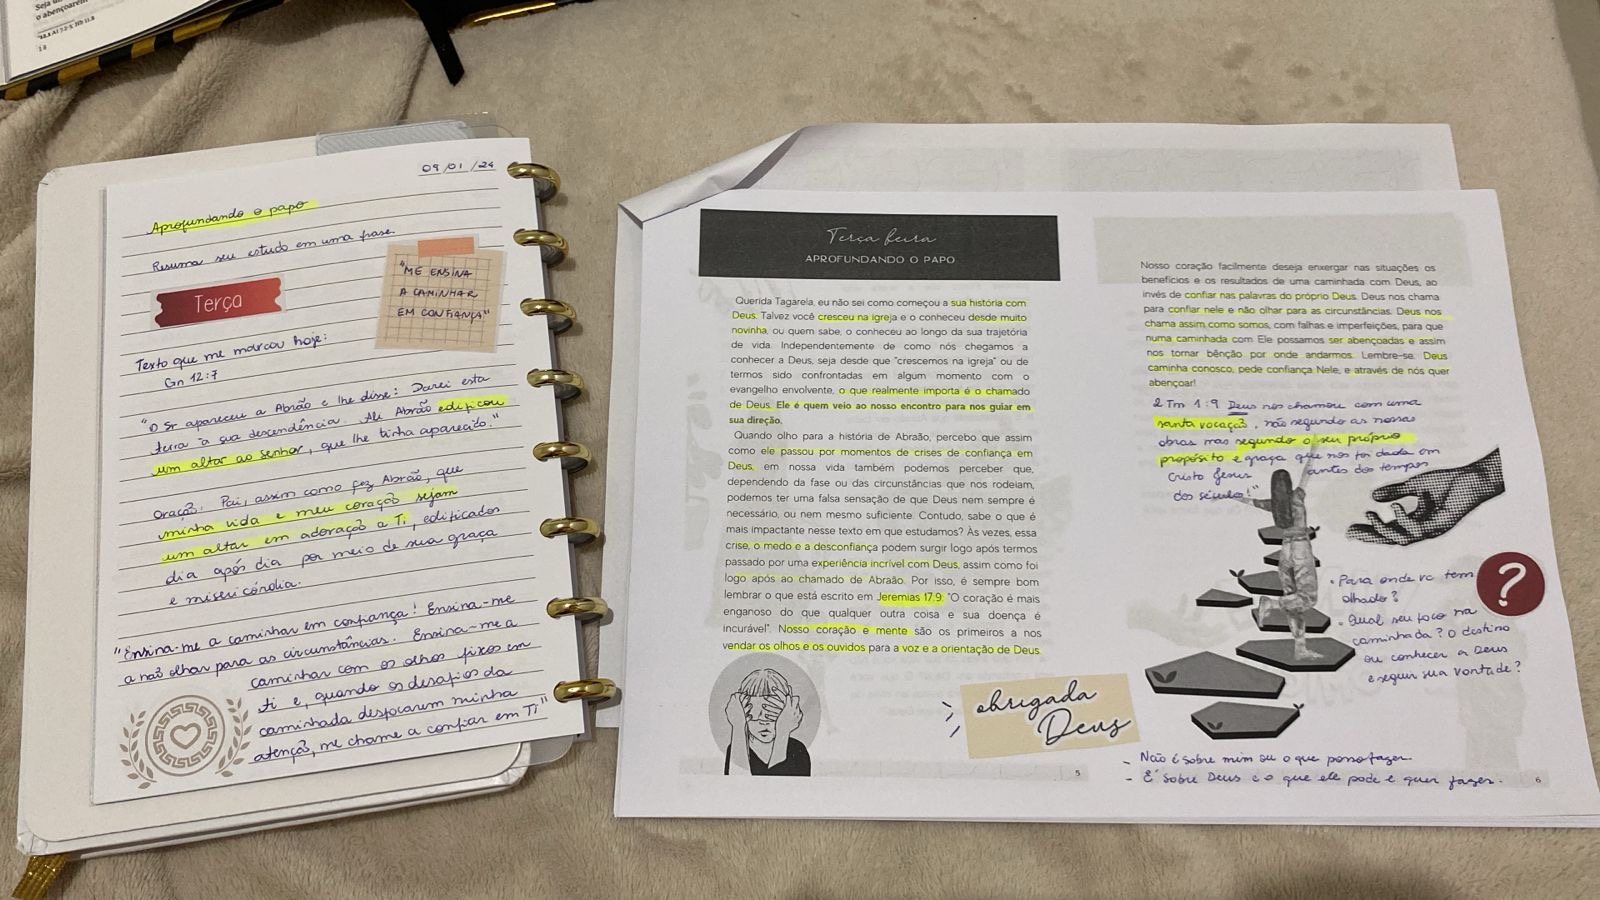 Seja
o abençoarem
18
09/01/24
Aprofundando o papo
Resuma seu estudo em uma frase.
Terça
"ME ENSINA
A CAMINHAR
EM CONFIANÇA"
Texto que me marcou hoje:
Gn 12:7
"O Sr apareceu a Abrão e lhe disse: Darei esta
terra a sua descendência. Ali Abrão edificou
um altar ao Senhor, que lhe tinha aparecido."
Oração: Pai, assim como fez Abrão, que
minha vida e meu coração sejam
um altar em adoração a Ti, edificados
dia após dia por meio de sua graça
e misericórdia.
"Ensina-me a caminhar em confiança! Ensina-me
a não olhar para as circunstâncias. Ensina-me a
caminhar com os olhos fixos em
ti e, quando os desafios da
caminhada desfocarem minha
atenção, me chame a confiar em Ti"
Terça feira
APROFUNDANDO O PAPO
Querida Tagarela, eu não sei como começou a sua história com
Deus. Talvez você cresceu na igreja e o conheceu desde muito
novinha, ou quem sabe, o conheceu ao longo da sua trajetória
de vida. Independentemente de como nós chegamos a
conhecer a Deus, seja desde que "crescemos na igreja" ou de
termos sido confrontadas em algum momento com o
evangelho envolvente, o que realmente importa é o chamado
de Deus. Ele é quem veio ao nosso encontro para nos guiar em
sua direção.
Quando olho para a história de Abraão, percebo que assim
como ele passou por momentos de crises de confiança em
Deus, em nossa vida também podemos perceber que,
dependendo da fase ou das circunstâncias que nos rodeiam,
podemos ter uma falsa sensação de que Deus nem sempre é
necessário, ou nem mesmo suficiente. Contudo, sabe o que é
mais impactante nesse texto em que estudamos? Às vezes, essa
crise, o medo e a desconfiança podem surgir logo após termos
passado por uma experiência incrível com Deus, assim como foi
logo após ao chamado de Abraão. Por isso, é sempre bom
lembrar o que está escrito em Jeremias 17.9: "O coração é mais
enganoso do que qualquer outra coisa e sua doença é
incurável". Nosso coração e mente são os primeiros a nos
vendar os olhos e os ouvidos para a voz e a orientação de Deus.
obrigada
Deus
5
Nosso coração facilmente deseja enxergar nas situações os
benefícios e os resultados de uma caminhada com Deus, ao
invés de confiar nas palavras do próprio Deus. Deus nos chama
para confiar nele e não olhar para as circunstâncias. Deus nos
chama assim como somos, com falhas e imperfeições, para que
numa caminhada com Ele possamos ser abençoadas e assim
nos tornar bênção por onde andarmos. Lembre-se. Deus
caminha conosco, pede confiança Nele, e através de nós quer
abençoar!
2 Tm 1:9 Deus nos chamou com uma
santa vocação, não segundo as nossas
obras mas segundo o seu próprio
propósito e graça que nos foi dada em
Cristo Jesus antes dos tempos
dos séculos!
?
• Para onde vc tem
olhado?
• Qual seu foco na
caminhada? O destino
ou conhecer a Deus
e seguir sua vontade?
- Não é sobre mim ou o que posso fazer.
- É sobre Deus e o que ele pode e quer fazer.
6